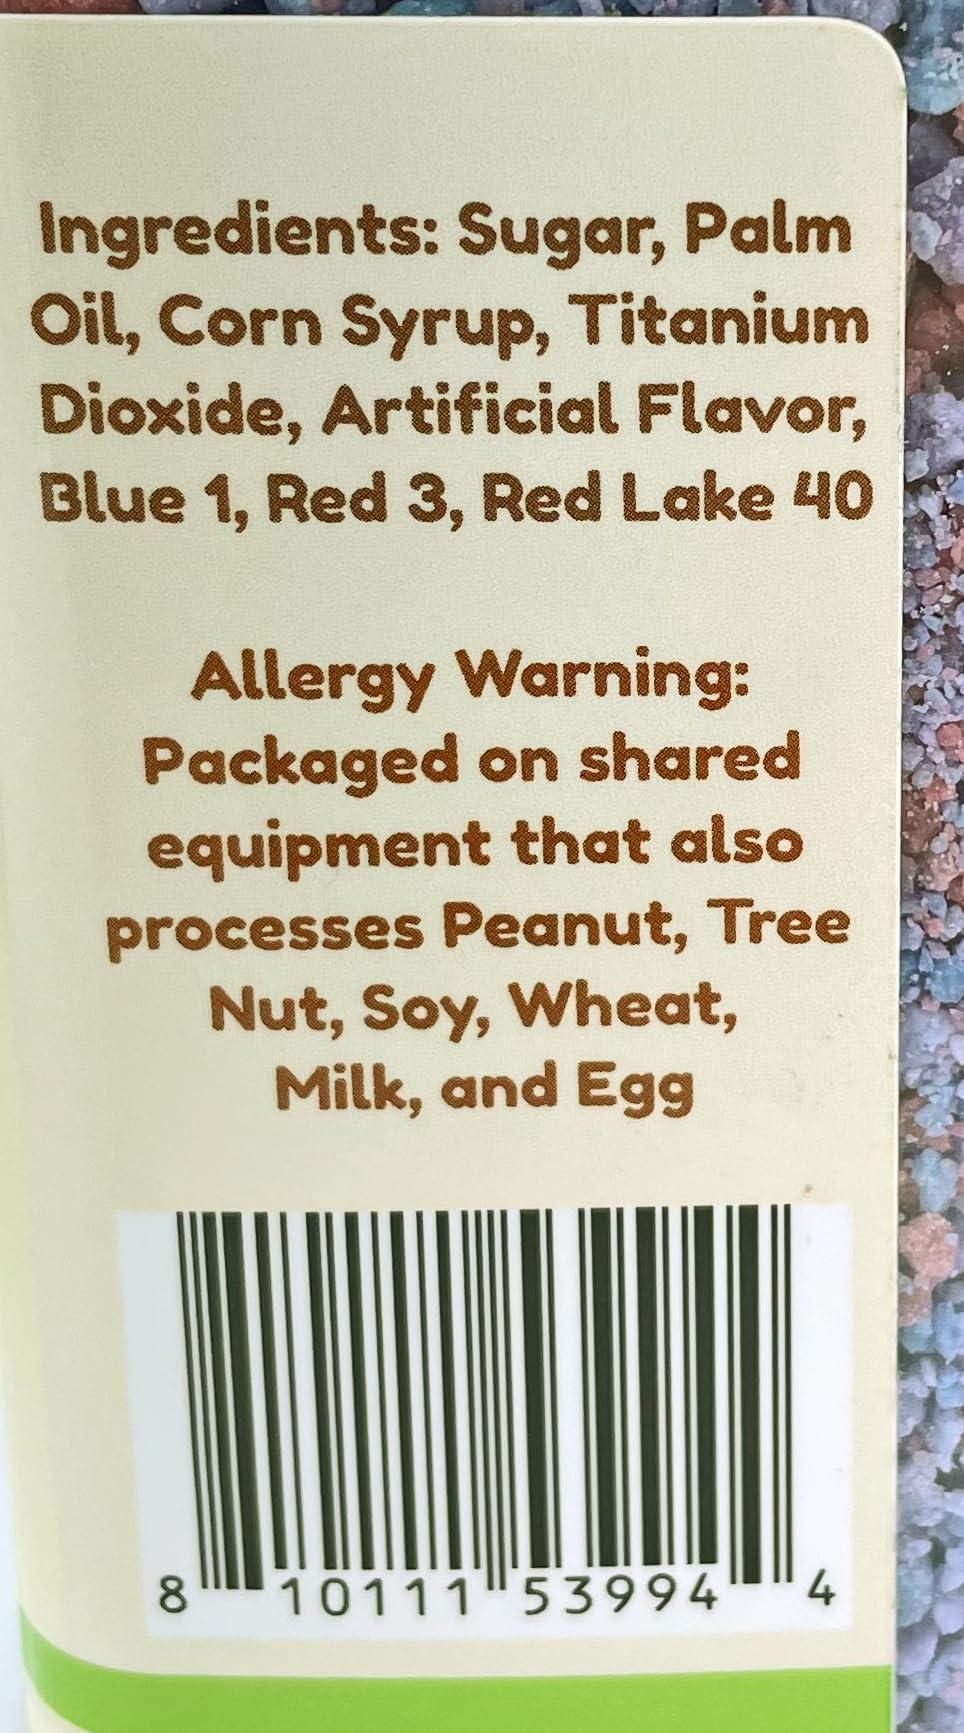 Ingredients: Sugar, Palm
Oil, Corn Syrup, Titanium
Dioxide, Artificial Flavor,
Blue 1, Red 3, Red Lake 40
Allergy Warning:
Packaged on shared
equipment that also
processes Peanut, Tree
Nut, Soy, Wheat,
Milk, and Egg
8 10111 53994 4